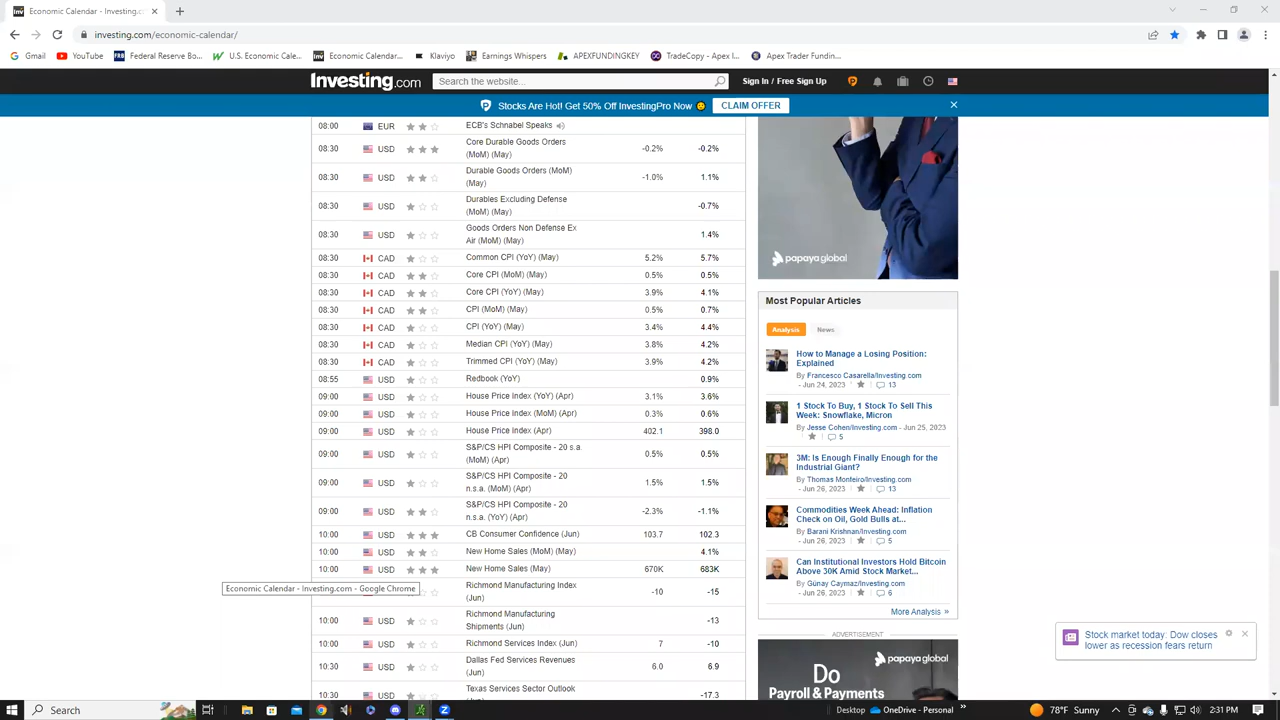 Economic Calendar - Investing.c
investing.com/economic-calendar/
Gmail
YouTube
Federal Reserve Bo...
U.S. Economic Cale...
Economic Calendar...
Klaviyo
Earnings Whispers
APEXFUNDINGKEY
TradeCopy - Apex I...
Apex Trader Fundin...
Investing.com
Search the website...
Sign In / Free Sign Up
Stocks Are Hot! Get 50% Off InvestingPro Now
CLAIM OFFER
08:00 EUR ECB's Schnabel Speaks
08:30 USD Core Durable Goods Orders -0.2% -0.2%
(MoM) (May)
08:30 USD Durable Goods Orders (MoM) -1.0% 1.1%
(May)
08:30 USD Durables Excluding Defense -0.7%
(MoM) (May)
08:30 USD Goods Orders Non Defense Ex 1.4%
Air (MoM) (May)
08:30 CAD Common CPI (YoY) (May) 5.2% 5.7%
08:30 CAD Core CPI (MoM) (May) 0.5% 0.5%
08:30 CAD Core CPI (YoY) (May) 3.9% 4.1%
08:30 CAD CPI (MoM) (May) 0.5% 0.7%
08:30 CAD CPI (YoY) (May) 3.4% 4.4%
08:30 CAD Median CPI (YoY) (May) 3.8% 4.2%
08:30 CAD Trimmed CPI (YoY) (May) 3.9% 4.2%
08:55 USD Redbook (YoY) 0.9%
09:00 USD House Price Index (YoY) (Apr) 3.1% 3.6%
09:00 USD House Price Index (MoM) (Apr) 0.3% 0.6%
09:00 USD House Price Index (Apr) 402.1 398.0
09:00 USD S&P/CS HPI Composite - 20 s.a. 0.5% 0.5%
(MoM) (Apr)
09:00 USD S&P/CS HPI Composite - 20 1.5% 1.5%
n.s.a. (MoM) (Apr)
09:00 USD S&P/CS HPI Composite - 20 -2.3% -1.1%
n.s.a. (YoY) (Apr)
10:00 USD CB Consumer Confidence (Jun) 103.7 102.3
10:00 USD New Home Sales (MoM) (May) 4.1%
10:00 USD New Home Sales (May) 670K 683K
Economic Calendar - Investing.com - Google Chrome
Richmond Manufacturing Index -10 -15
(Jun)
10:00 USD Richmond Manufacturing -13
Shipments (Jun)
10:00 USD Richmond Services Index (Jun) 7 -10
10:30 USD Dallas Fed Services Revenues 6.0 6.9
(Jun)
10:30 USD Texas Services Sector Outlook -17.3
papaya global
Most Popular Articles
Analysis
News
How to Manage a Losing Position:
Explained
By Francesco Casarella/Investing.com
- Jun 24, 2023 13
1 Stock To Buy, 1 Stock To Sell This
Week: Snowflake, Micron
By Jesse Cohen/Investing.com - Jun 25, 2023
5
3M: Is Enough Finally Enough for the
Industrial Giant?
By Thomas Monteiro/Investing.com
- Jun 26, 2023 13
Commodities Week Ahead: Inflation
Check on Oil, Gold Bulls at...
By Barani Krishnan/Investing.com
- Jun 26, 2023 5
Can Institutional Investors Hold Bitcoin
Above 30K Amid Stock Market...
By Günay Caymaz/Investing.com
- Jun 26, 2023 6
More Analysis »
ADVERTISEMENT
papaya global
Do
Payroll & Payments
Stock market today: Dow closes
lower as recession fears return
Search
Desktop
OneDrive - Personal
78°F Sunny
2:31 PM